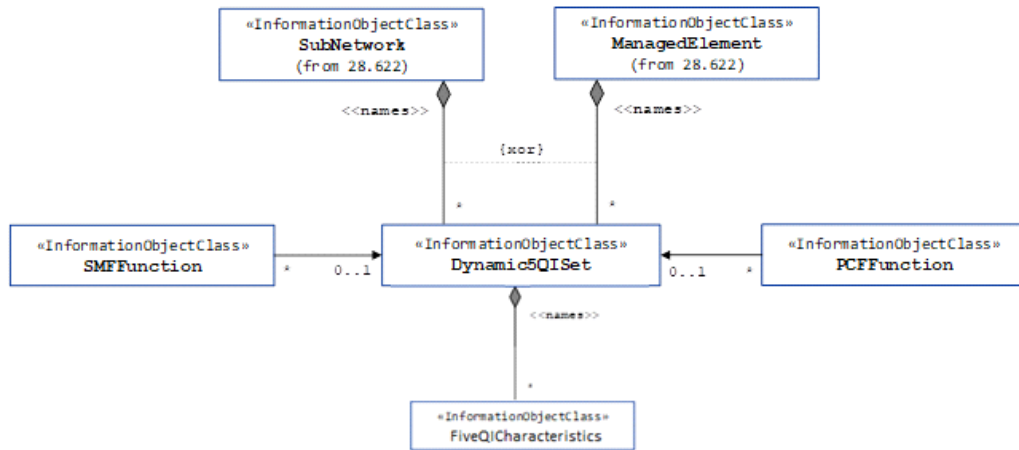 «InformationObjectClass»
SubNetwork
(from 28.622)
«InformationObjectClass»
ManagedElement
(from 28.622)
<<names>>
<<names>>
{xor}
*
*
«InformationObjectClass»
SMFFunction
*
0..1
«InformationObjectClass»
Dynamic5QISet
0..1
*
«InformationObjectClass»
PCFFunction
<<names>>
*
«InformationObjectClass»
FiveQICharacteristics